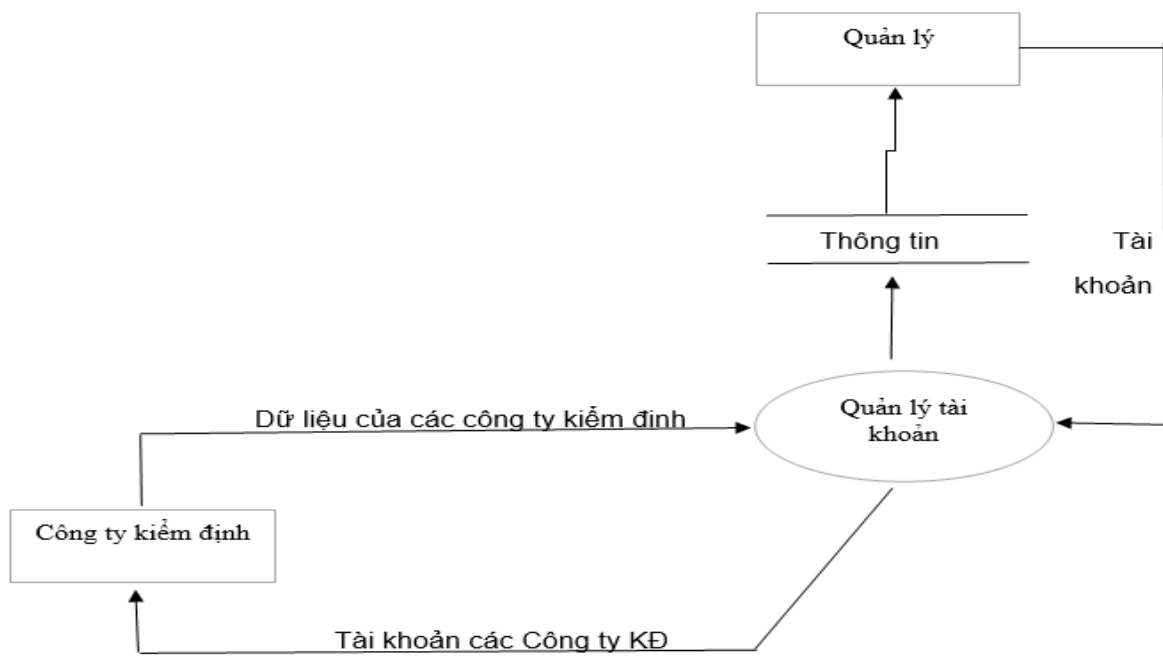 Quản lý
Thông tin
Tài
khoản
Quản lý tài
khoản
Dữ liệu của các công ty kiểm đinh
Công ty kiểm định
Tài khoản các Công ty KĐ